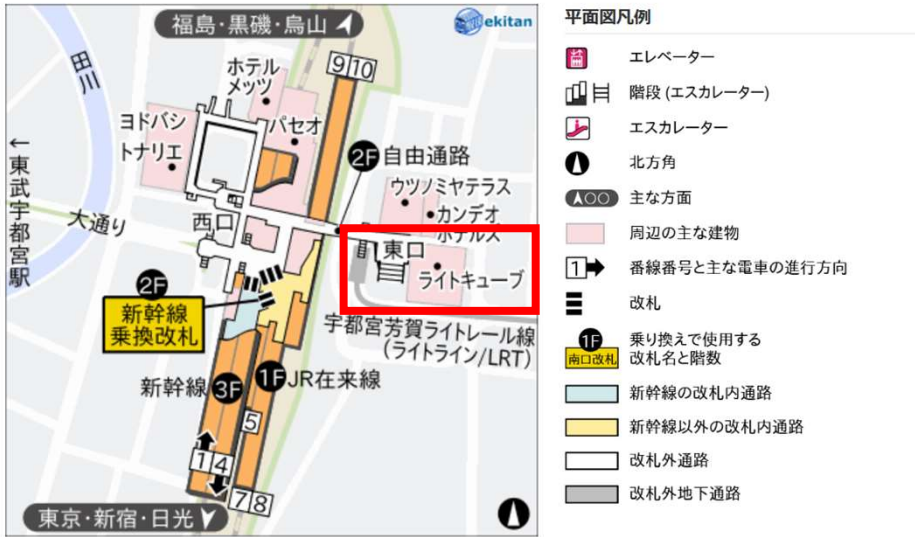 福島・黒磯・烏山
ekitan
田川
ホテル
メッツ
9 10
ヨドバシ
トナリエ
パセオ
2F 自由通路
←東武宇都宮駅
ウツノミヤテラス
カンデオ
ホテルズ
大通り
西口
東口
ライトキューブ
2F
新幹線
乗換改札
宇都宮芳賀ライトレール線
(ライトライン/LRT)
新幹線 3F
1F JR在来線
5
1 4
7 8
東京・新宿・日光
平面図凡例
エレベーター
階段 (エスカレーター)
エスカレーター
北方角
○○ 主な方面
周辺の主な建物
1 番線番号と主な電車の進行方向
改札
1F
南口改札
乗り換えで使用する
改札名と階数
新幹線の改札内通路
新幹線以外の改札内通路
改札外通路
改札外地下通路